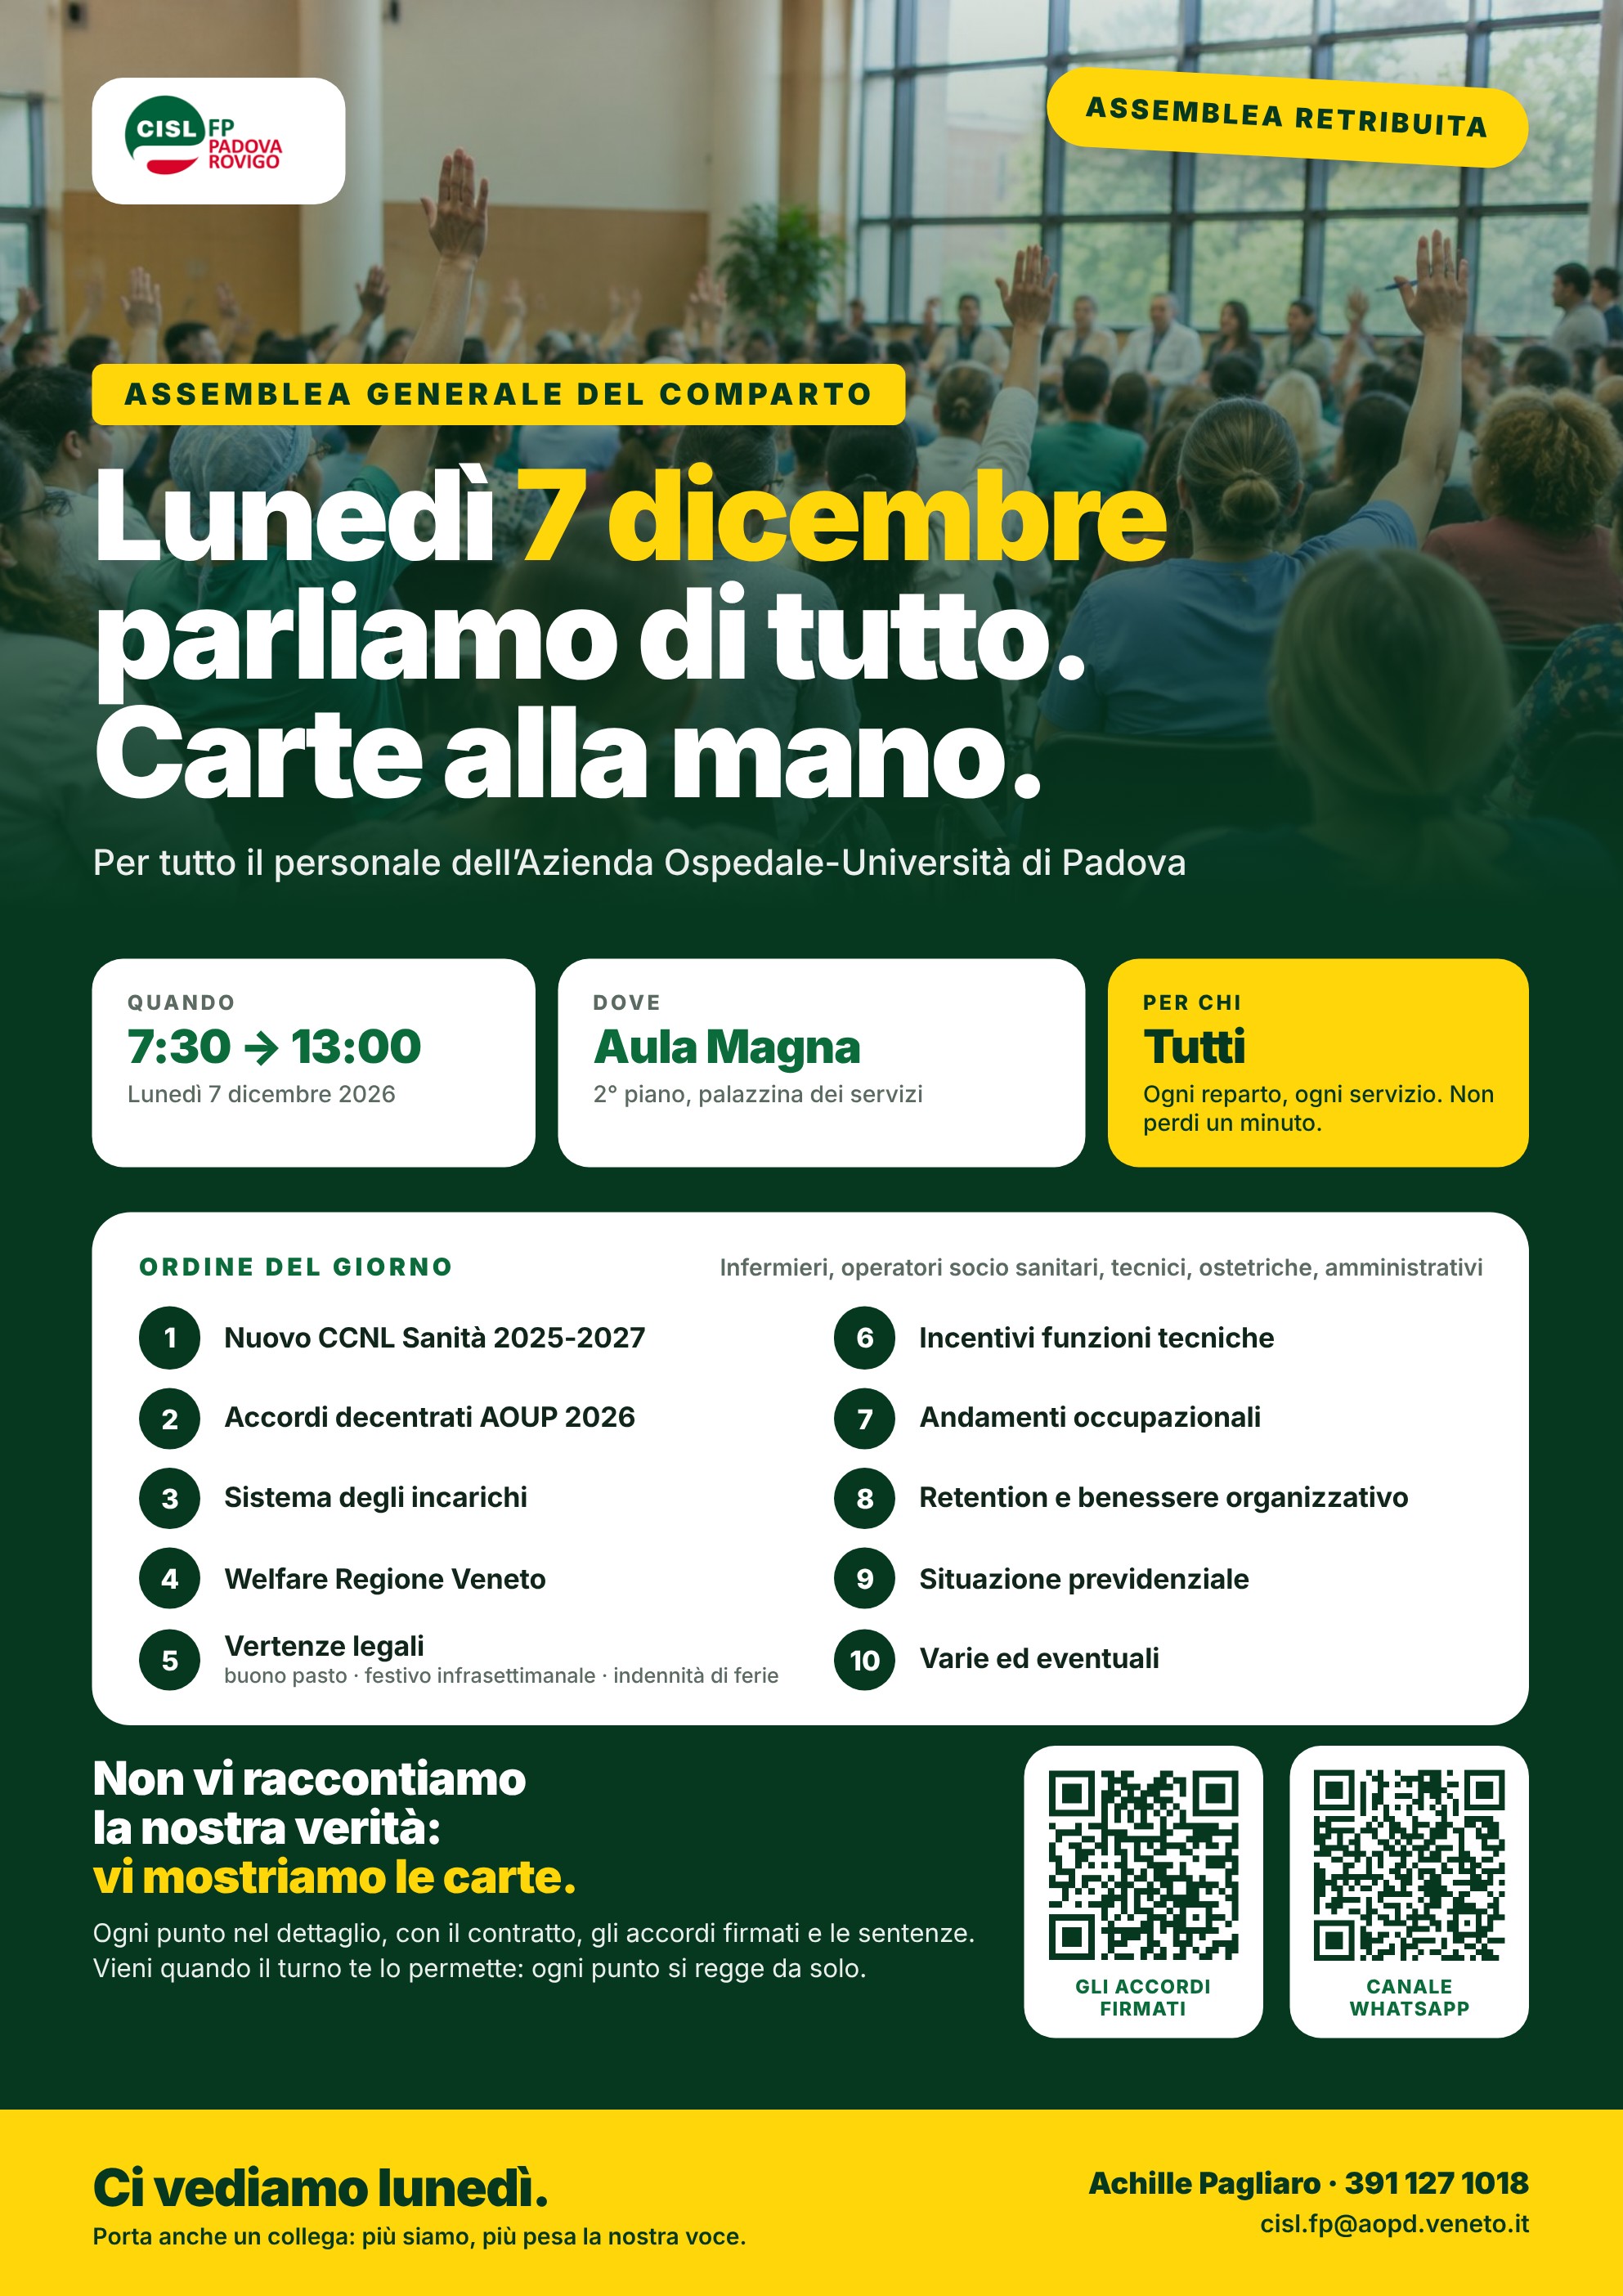 CISL FP
PADOVA
ROVIGO
ASSEMBLEA RETRIBUITA
ASSEMBLEA GENERALE DEL COMPARTO
Lunedì 7 dicembre
parliamo di tutto.
Carte alla mano.
Per tutto il personale dell’Azienda Ospedale-Università di Padova
QUANDO
7:30 → 13:00
Lunedì 7 dicembre 2026
DOVE
Aula Magna
2° piano, palazzina dei servizi
PER CHI
Tutti
Ogni reparto, ogni servizio. Non
perdi un minuto.
ORDINE DEL GIORNO
Infermieri, operatori socio sanitari, tecnici, ostetriche, amministrativi
1 Nuovo CCNL Sanità 2025-2027
2 Accordi decentrati AOUP 2026
3 Sistema degli incarichi
4 Welfare Regione Veneto
5 Vertenze legali
buono pasto · festivo infrasettimanale · indennità di ferie
6 Incentivi funzioni tecniche
7 Andamenti occupazionali
8 Retention e benessere organizzativo
9 Situazione previdenziale
10 Varie ed eventuali
Non vi raccontiamo
la nostra verità:
vi mostriamo le carte.
Ogni punto nel dettaglio, con il contratto, gli accordi firmati e le sentenze.
Vieni quando il turno te lo permette: ogni punto si regge da solo.
GLI ACCORDI
FIRMATI
CANALE
WHATSAPP
Ci vediamo lunedì.
Porta anche un collega: più siamo, più pesa la nostra voce.
Achille Pagliaro · 391 127 1018
cisl.fp@aopd.veneto.it